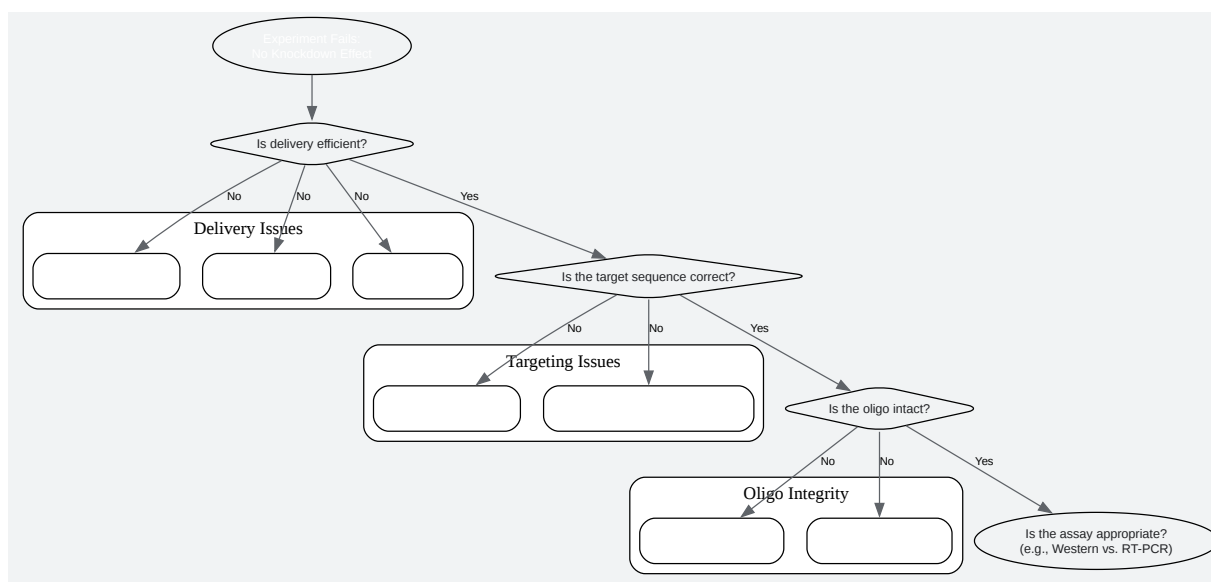 Experiment Fails:
No Knockdown Effect
Is delivery efficient?
No
No
No
Yes
Delivery Issues
Is the target sequence correct?
No
No
Yes
Targeting Issues
Is the oligo intact?
No
No
Yes
Oligo Integrity
Is the assay appropriate?
(e.g., Western vs. RT-PCR)